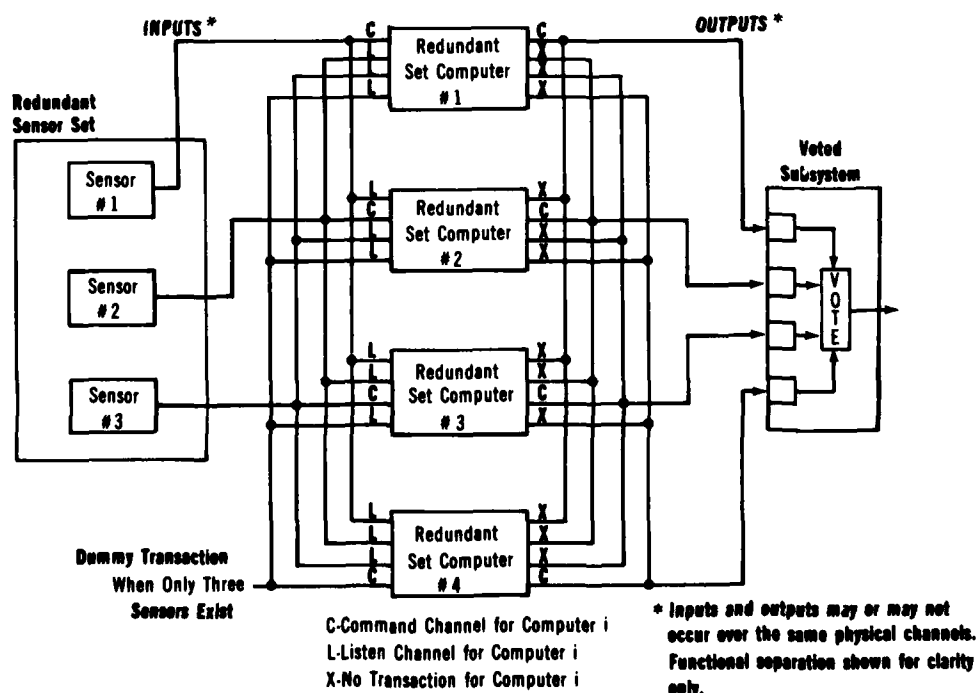 INPUTS *
OUTPUTS *
Redundant
Sensor Set
Sensor
#1
Sensor
#2
Sensor
#3
Dummy Transaction
When Only Three
Sensors Exist
C
L
L
L
Redundant
Set Computer
#1
C
X
X
X
L
C
L
L
Redundant
Set Computer
#2
X
C
X
X
L
L
C
L
Redundant
Set Computer
#3
X
X
C
X
L
L
L
C
Redundant
Set Computer
#4
X
X
X
C
Voted
Subsystem
VOTE
C-Command Channel for Computer i
L-Listen Channel for Computer i
X-No Transaction for Computer i
* Inputs and outputs may or may not
occur over the same physical channels.
Functional separation shown for clarity
only.